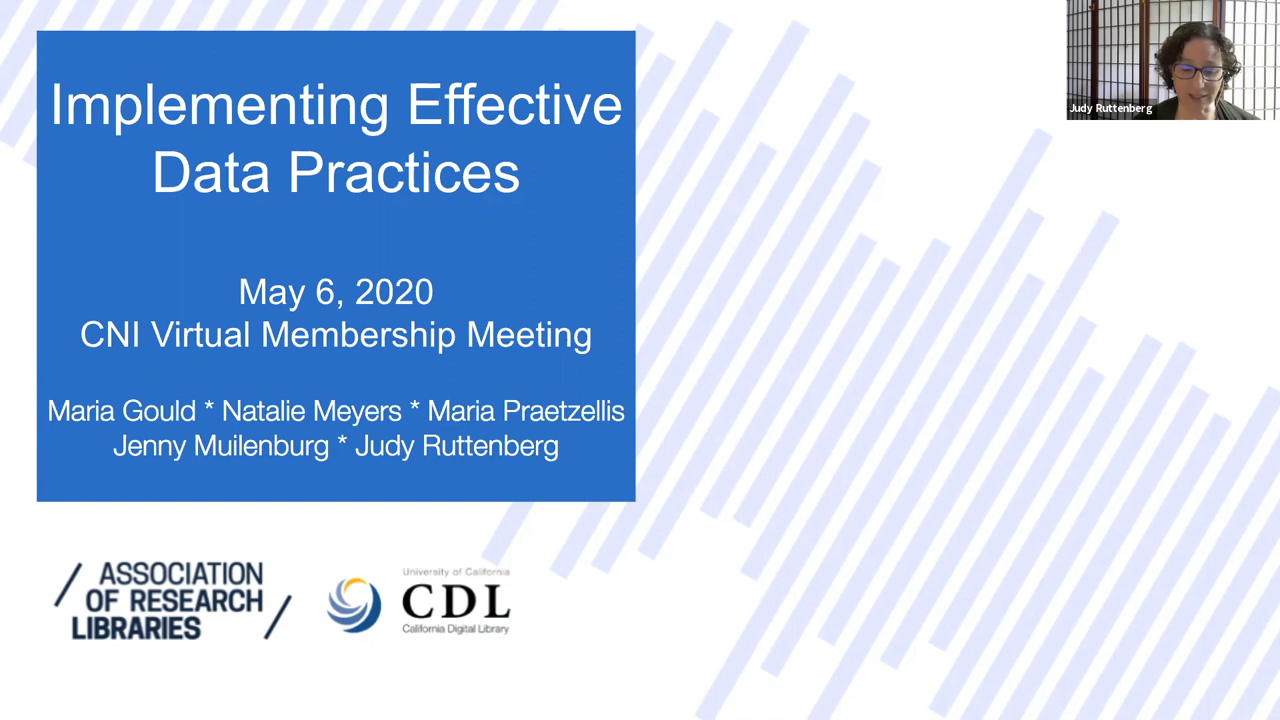 Implementing Effective
Data Practices
May 6, 2020
CNI Virtual Membership Meeting
Maria Gould * Natalie Meyers * Maria Praetzellis
Jenny Muilenburg * Judy Ruttenberg
ASSOCIATION
OF RESEARCH
LIBRARIES
University of California
CDL
California Digital Library
Judy Ruttenberg